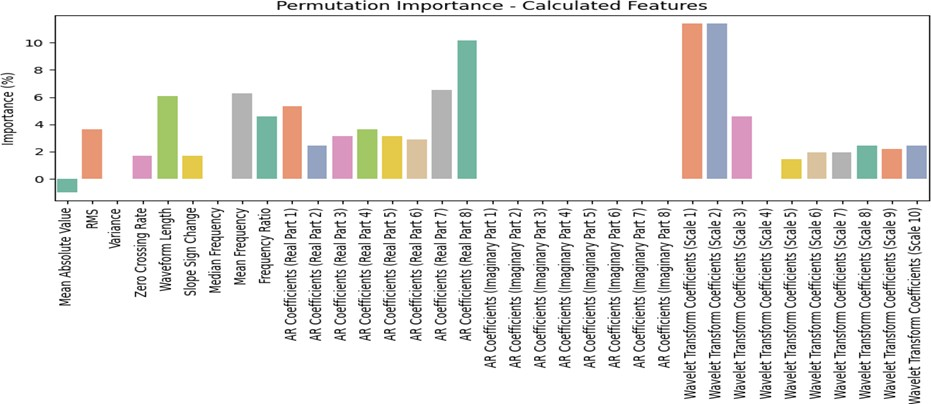 Permutation Importance - Calculated Features
Importance (%)
10
8
6
4
2
0
Mean Absolute Value
RMS
Variance
Zero Crossing Rate
Waveform Length
Slope Sign Change
Median Frequency
Mean Frequency
Frequency Ratio
AR Coefficients (Real Part 1)
AR Coefficients (Real Part 2)
AR Coefficients (Real Part 3)
AR Coefficients (Real Part 4)
AR Coefficients (Real Part 5)
AR Coefficients (Real Part 6)
AR Coefficients (Real Part 7)
AR Coefficients (Real Part 8)
AR Coefficients (Imaginary Part 1)
AR Coefficients (Imaginary Part 2)
AR Coefficients (Imaginary Part 3)
AR Coefficients (Imaginary Part 4)
AR Coefficients (Imaginary Part 5)
AR Coefficients (Imaginary Part 6)
AR Coefficients (Imaginary Part 7)
AR Coefficients (Imaginary Part 8)
Wavelet Transform Coefficients (Scale 1)
Wavelet Transform Coefficients (Scale 2)
Wavelet Transform Coefficients (Scale 3)
Wavelet Transform Coefficients (Scale 4)
Wavelet Transform Coefficients (Scale 5)
Wavelet Transform Coefficients (Scale 6)
Wavelet Transform Coefficients (Scale 7)
Wavelet Transform Coefficients (Scale 8)
Wavelet Transform Coefficients (Scale 9)
Wavelet Transform Coefficients (Scale 10)